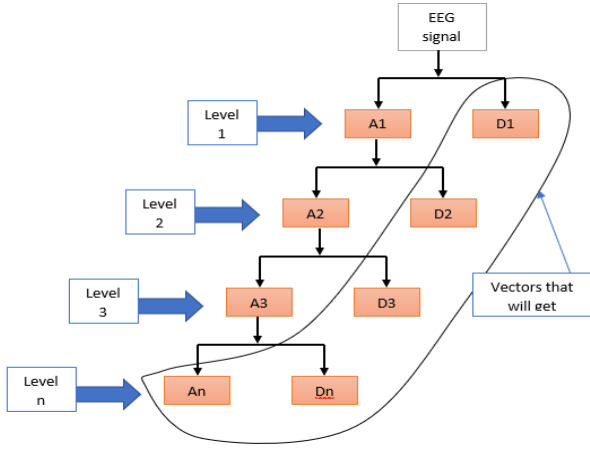 EEG
signal
Level
1
A1
D1
Level
2
A2
D2
Level
3
A3
D3
Vectors that
will get
Level
n
An
Dn